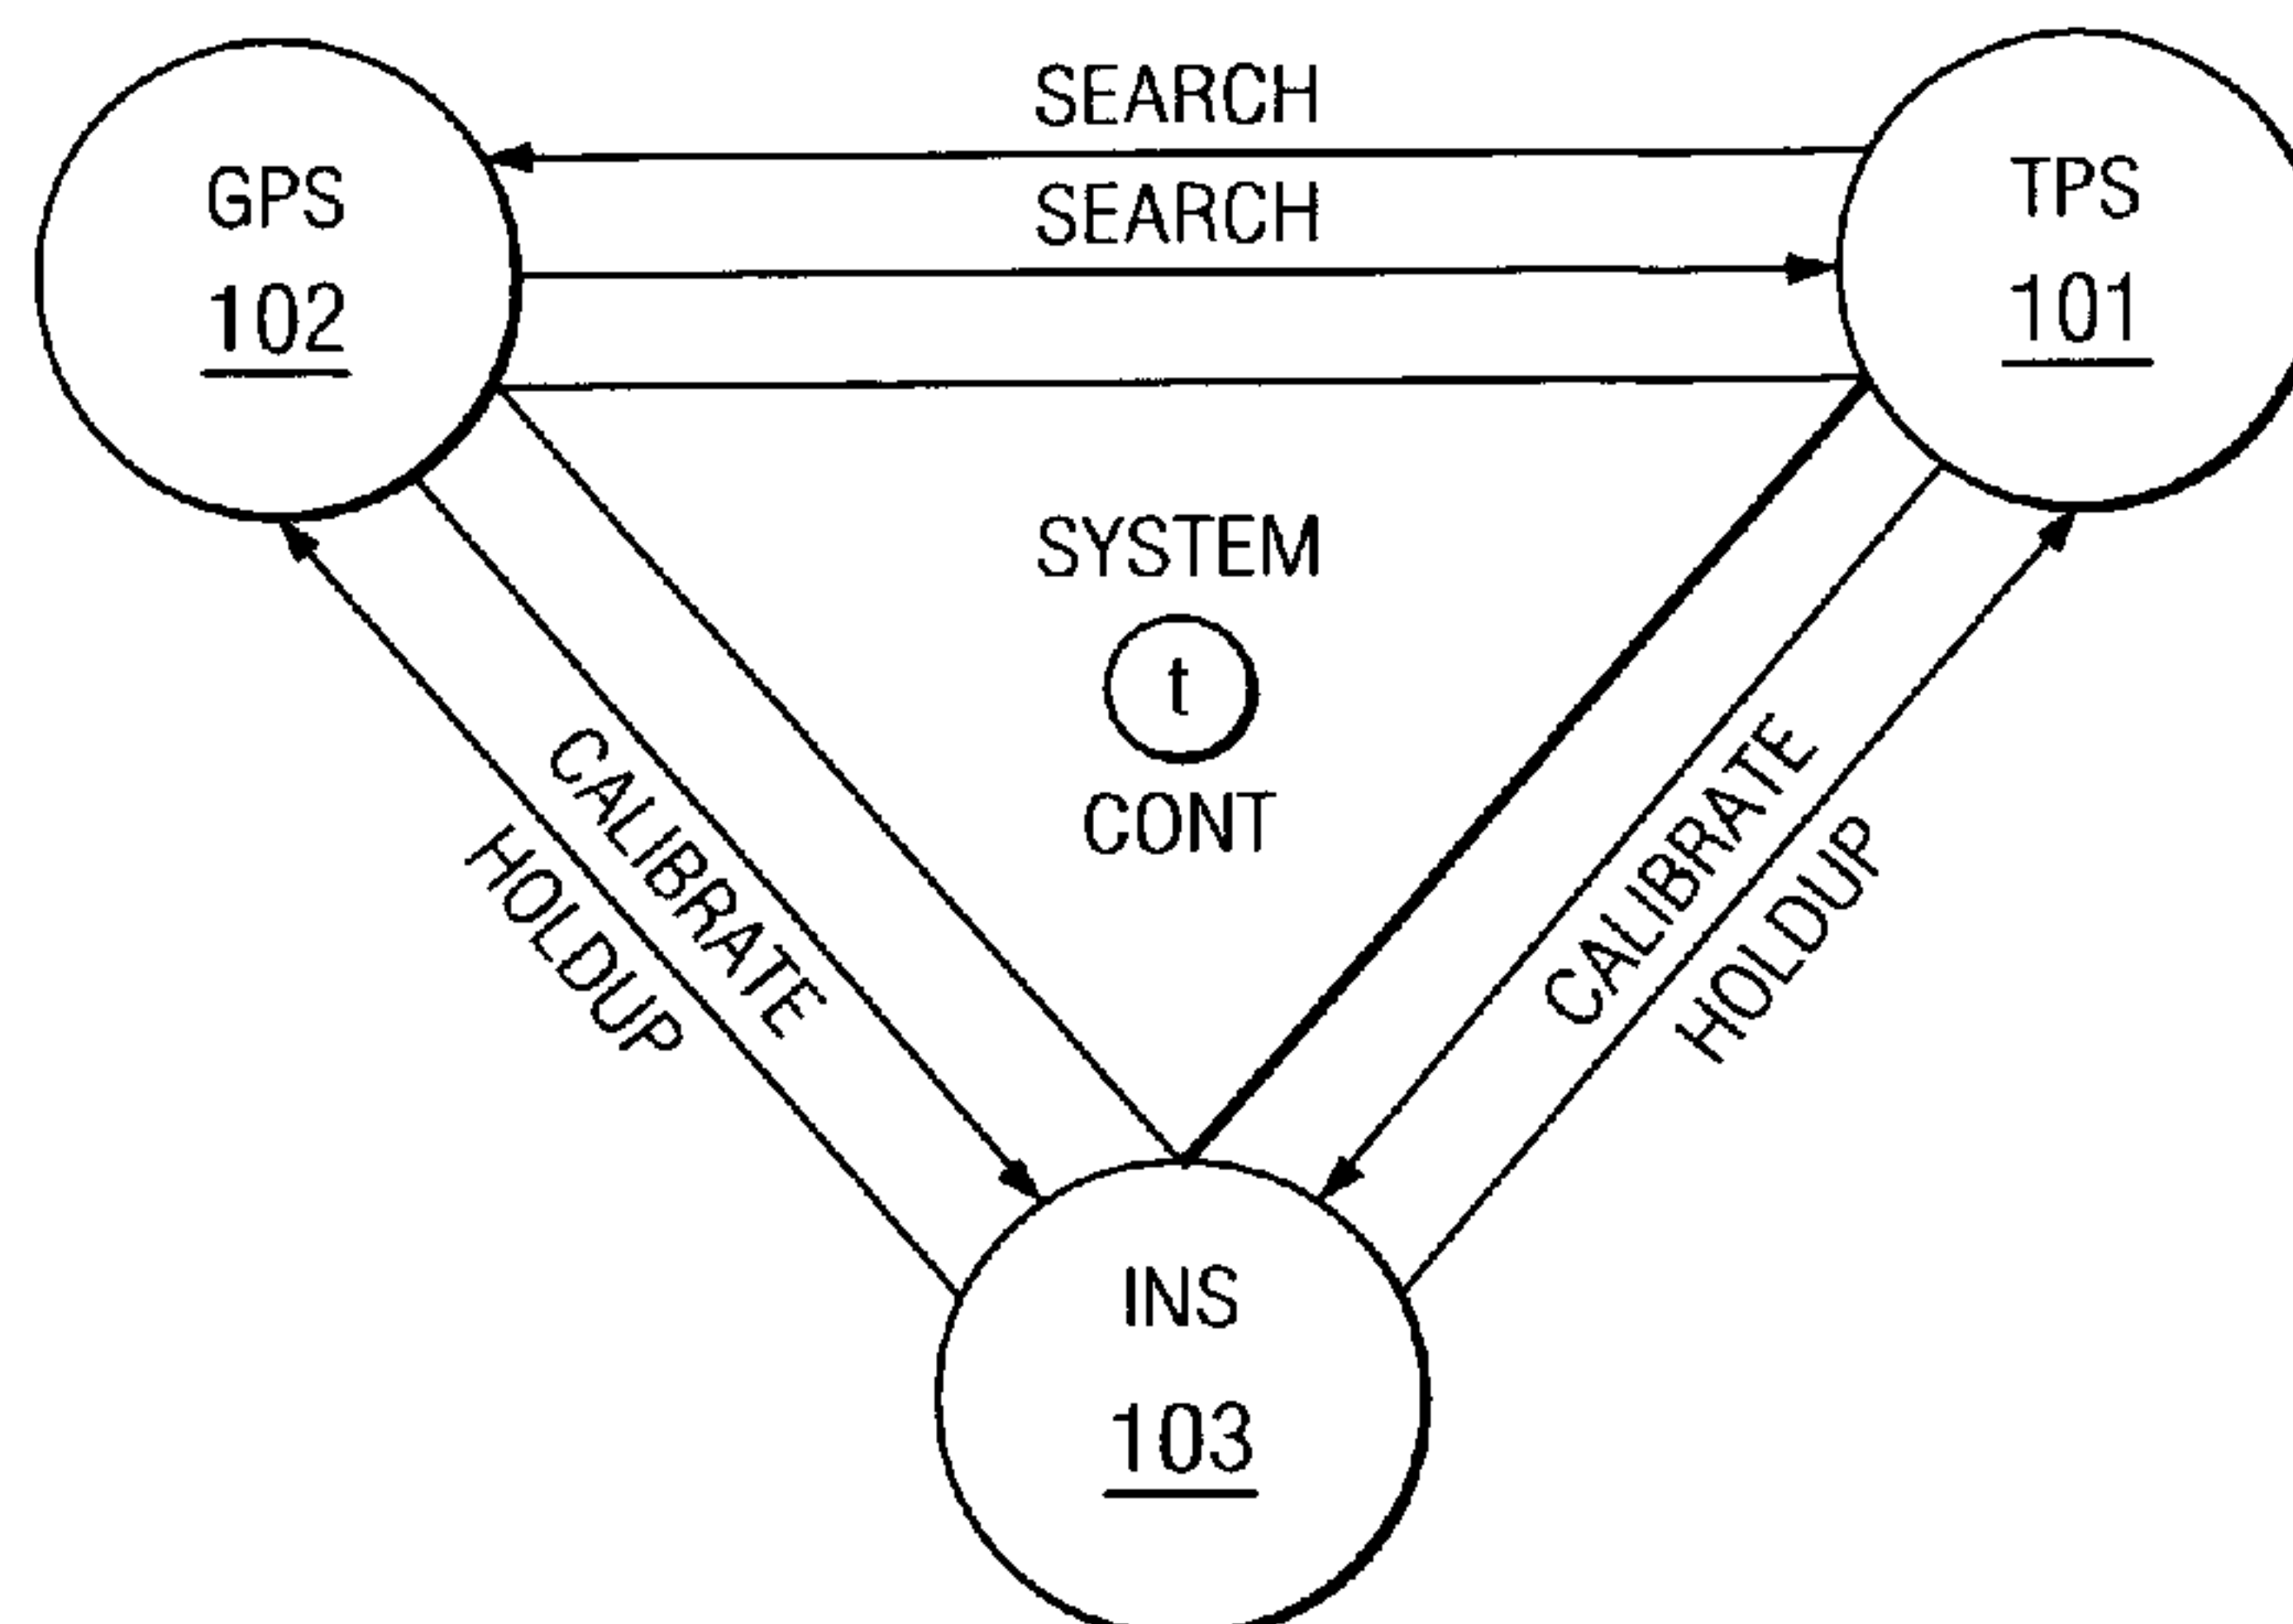 SEARCH
SEARCH
GPS
102
TPS
101
SYSTEM
t
CONT
CALIBRATE
HOLDUP
CALIBRATE
HOLDUP
INS
103